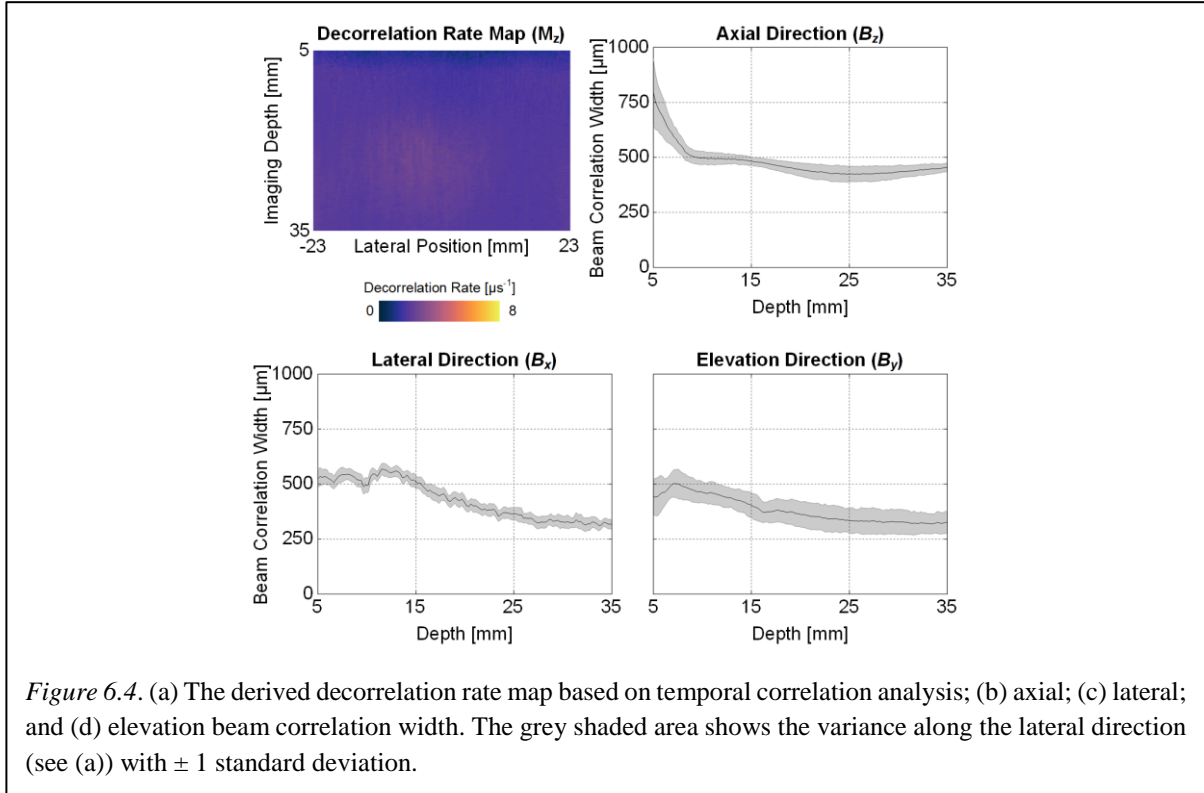 Decorrelation Rate Map (Mz)
5
Imaging Depth [mm]
35
-23
Lateral Position [mm]
23
Decorrelation Rate [µs-1]
0
8
Axial Direction (Bz)
Beam Correlation Width [µm]
1000
750
500
250
0
5
15
25
35
Depth [mm]
Lateral Direction (Bx)
Beam Correlation Width [µm]
1000
750
500
250
0
5
15
25
35
Depth [mm]
Elevation Direction (By)
5
15
25
35
Depth [mm]
Figure 6.4. (a) The derived decorrelation rate map based on temporal correlation analysis; (b) axial; (c) lateral;
and (d) elevation beam correlation width. The grey shaded area shows the variance along the lateral direction
(see (a)) with ± 1 standard deviation.